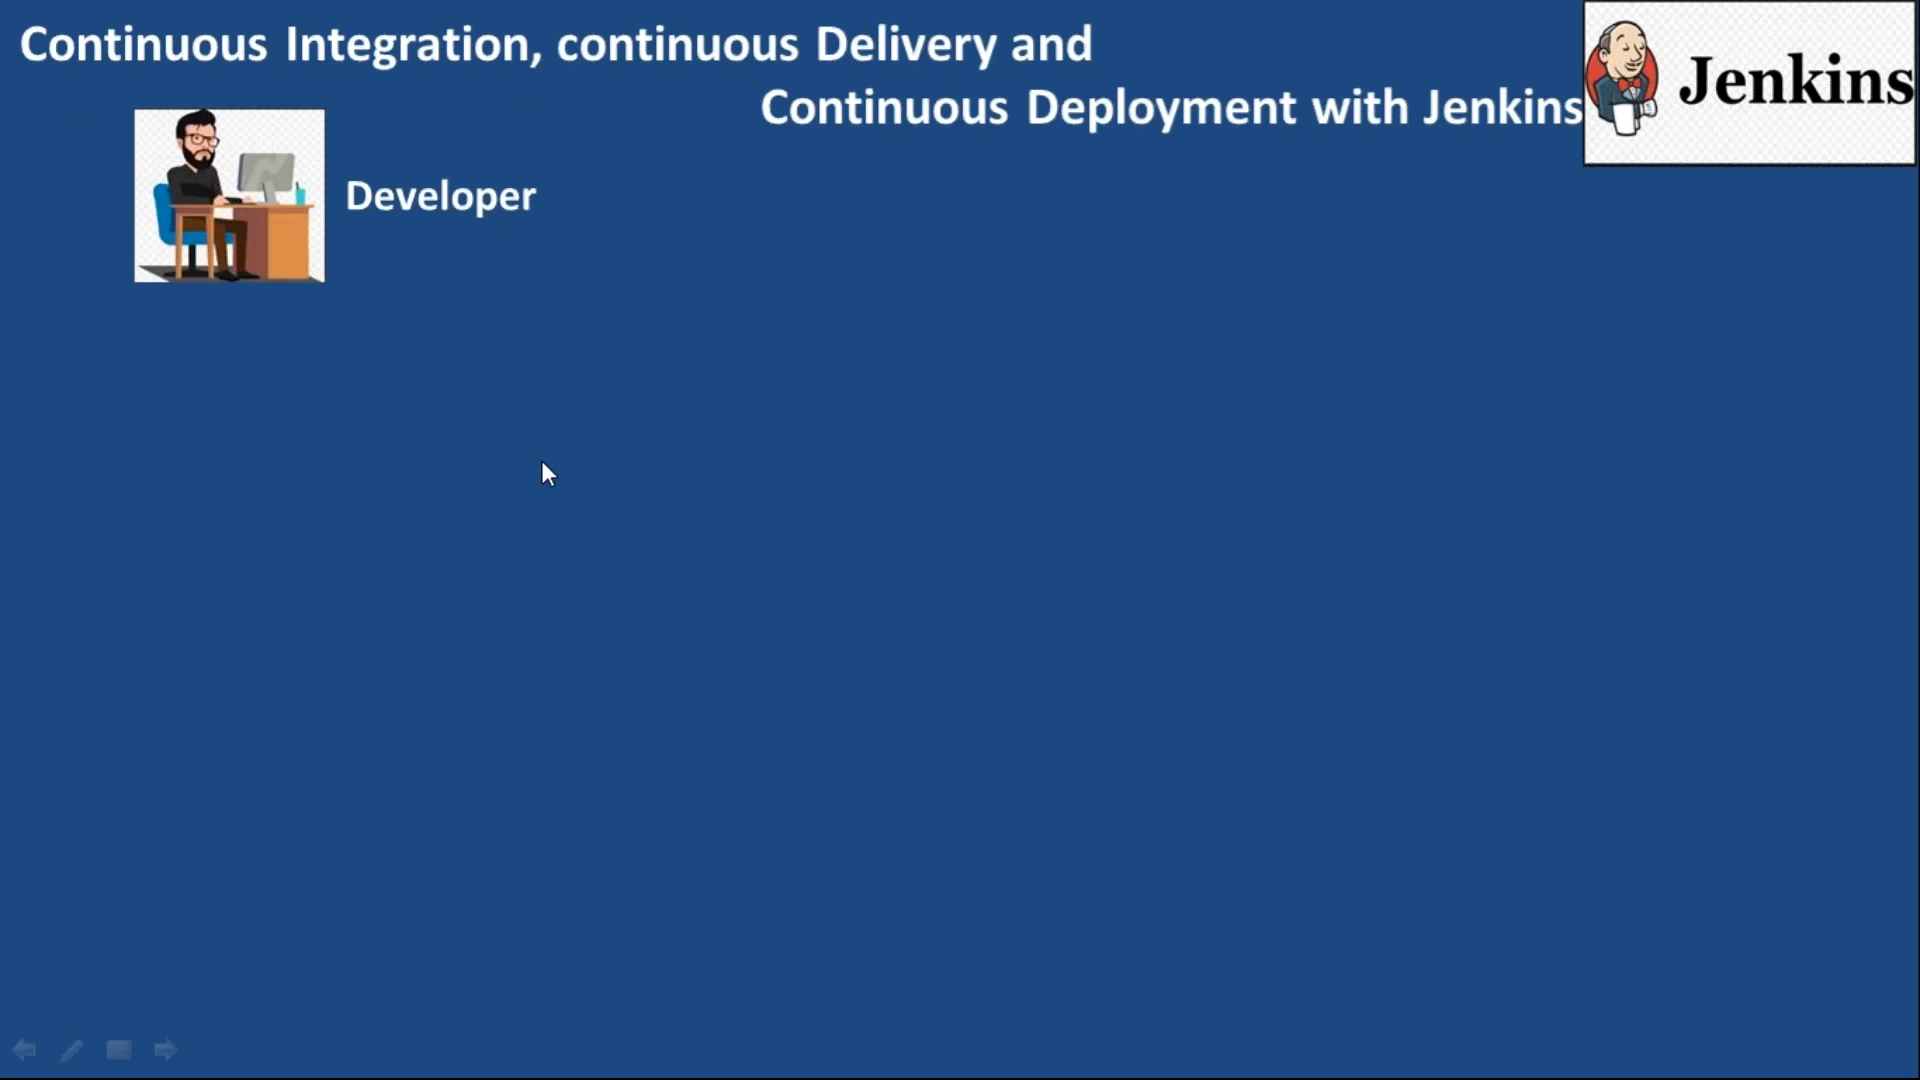 Continuous Integration, continuous Delivery and
Continuous Deployment with Jenkins
Jenkins
Developer